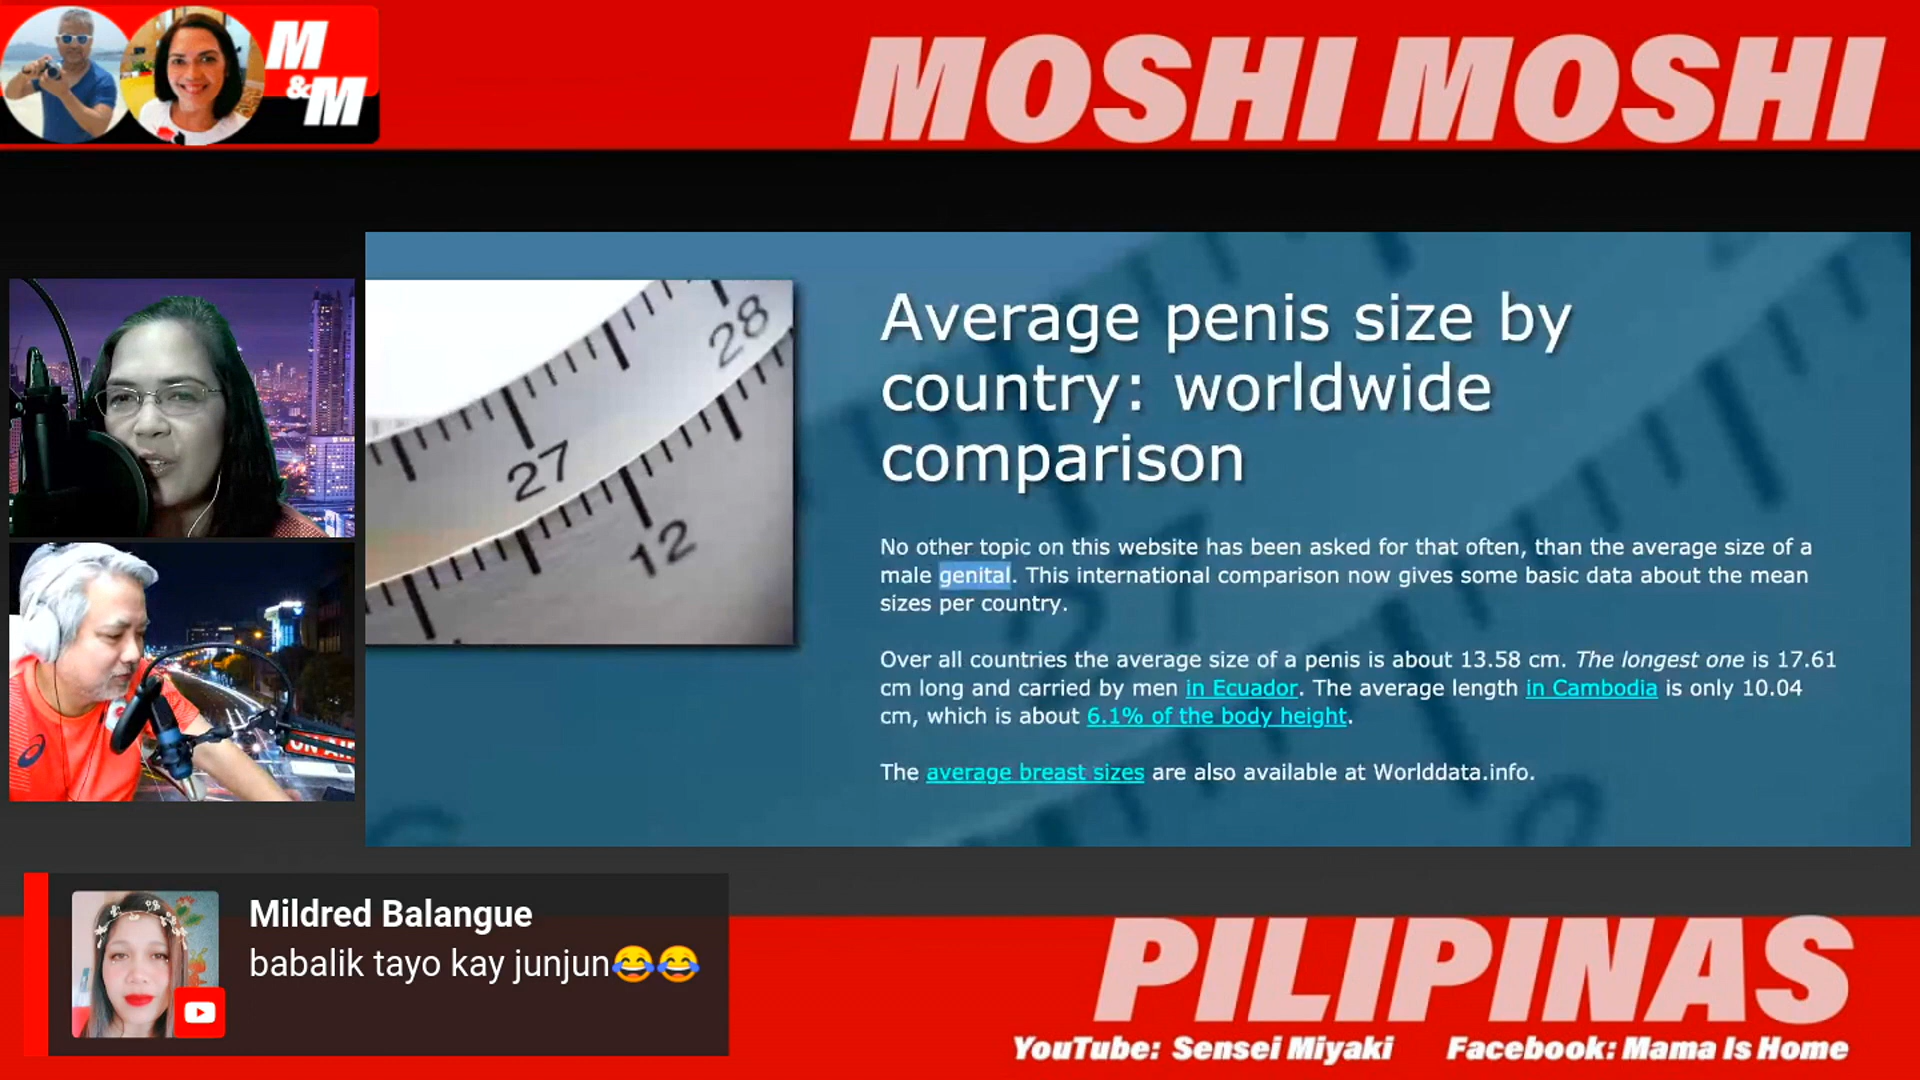 M
&M
MOSHI MOSHI
28
27
12
Average penis size by
country: worldwide
comparison
No other topic on this website has been asked for that often, than the average size of a
male genital. This international comparison now gives some basic data about the mean
sizes per country.
Over all countries the average size of a penis is about 13.58 cm. The longest one is 17.61
cm long and carried by men in Ecuador. The average length in Cambodia is only 10.04
cm, which is about 6.1% of the body height.
The average breast sizes are also available at Worlddata.info.
ON AIR
Mildred Balangue
babalik tayo kay junjun😂😂
PILIPINAS
YouTube: Sensei Miyaki Facebook: Mama Is Home